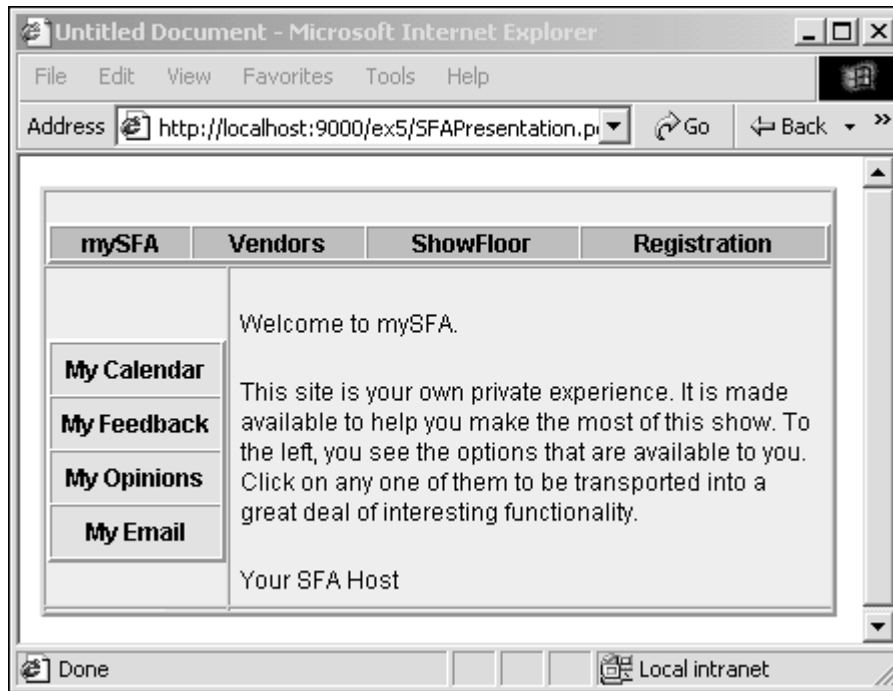 Untitled Document - Microsoft Internet Explorer
File Edit View Favorites Tools Help
Address http://localhost:9000/ex5/SFAPresentation.p Go Back »
mySFA Vendors ShowFloor Registration
Welcome to mySFA.
My Calendar
My Feedback
My Opinions
My Email
This site is your own private experience. It is made
available to help you make the most of this show. To
the left, you see the options that are available to you.
Click on any one of them to be transported into a
great deal of interesting functionality.
Your SFA Host
Done Local intranet